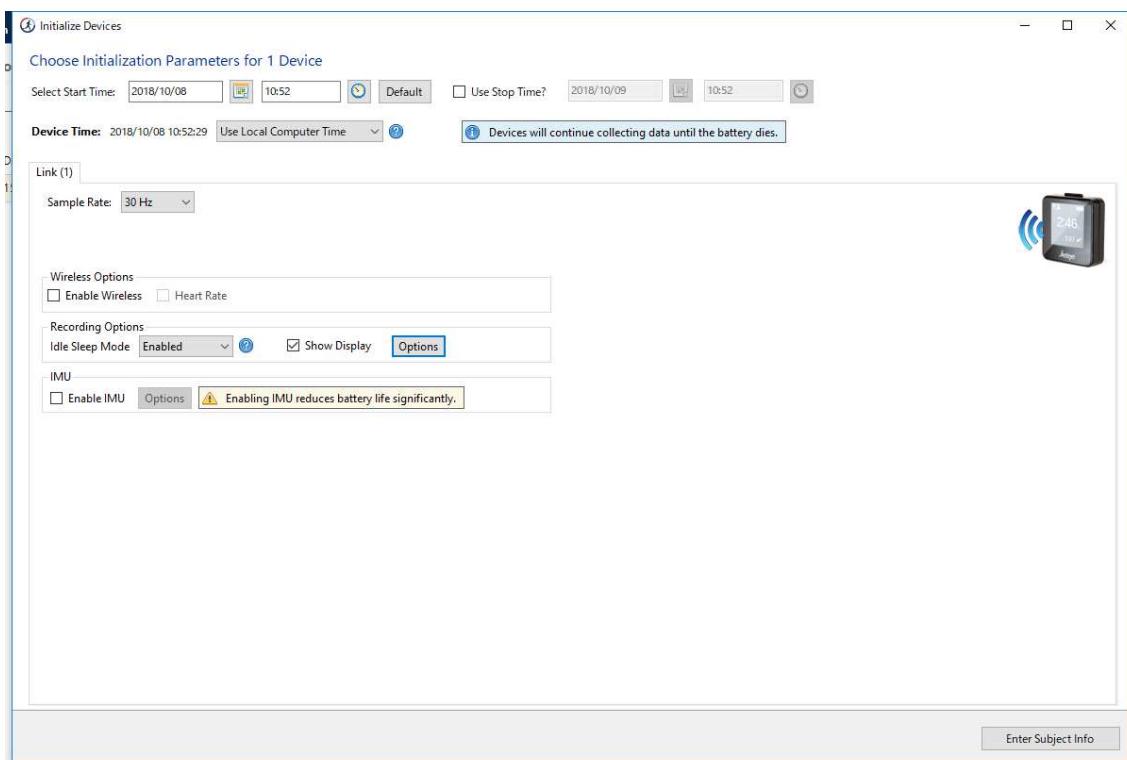 Initialize Devices
Choose Initialization Parameters for 1 Device
Select Start Time: 2018/10/08 10:52 Default Use Stop Time? 2018/10/09 10:52
Device Time: 2018/10/08 10:52:29 Use Local Computer Time Devices will continue collecting data until the battery dies.
Link (1)
Sample Rate: 30 Hz
2:46
Wireless Options
Enable Wireless Heart Rate
Recording Options
Idle Sleep Mode Enabled Show Display Options
IMU
Enable IMU Options Enabling IMU reduces battery life significantly.
Enter Subject Info